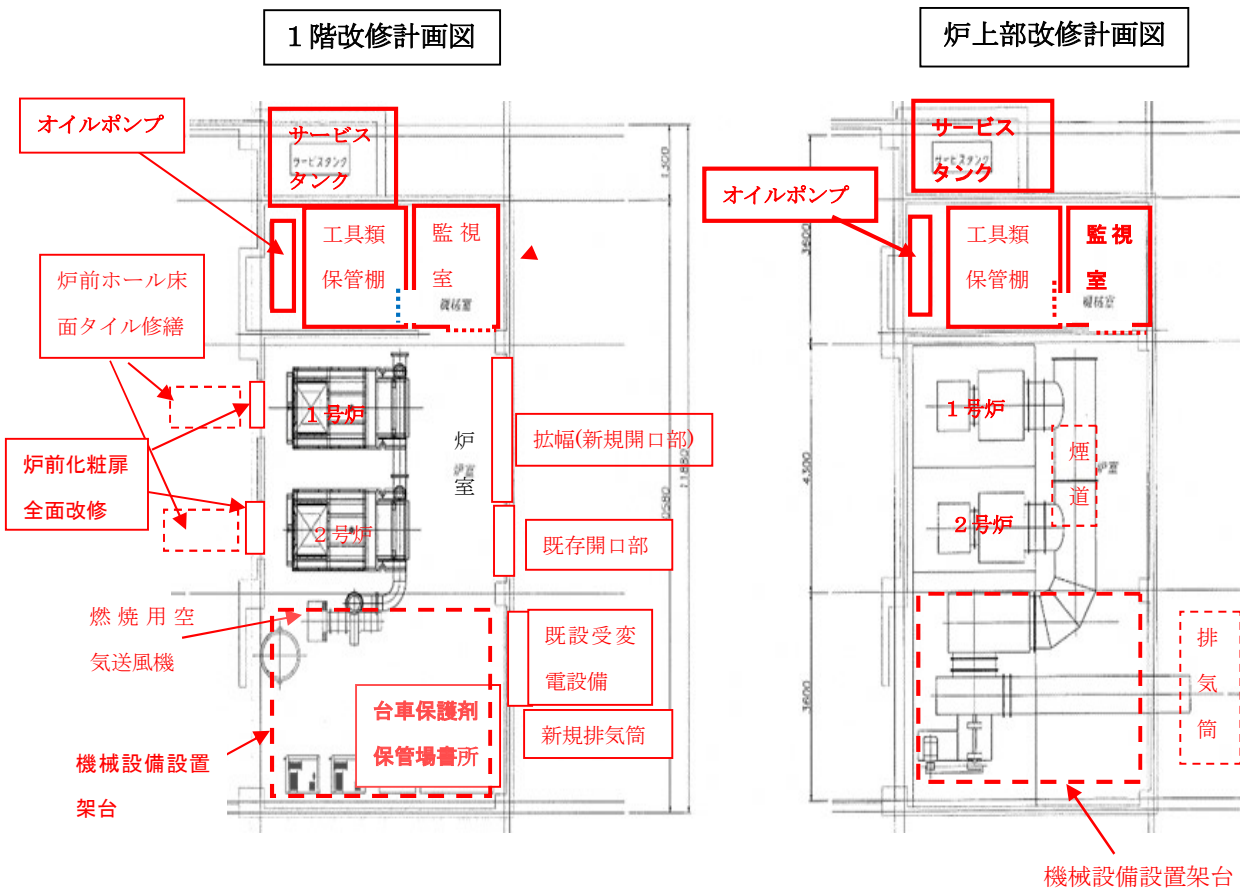 1階改修計画図
炉上部改修計画図
オイルポンプ
サービス
サービスタンク
タンク
工具類
保管棚
監視
室
機械室
炉前ホール床
面タイル修繕
炉前化粧扉
全面改修
1号炉
2号炉
炉
室
炉室
拡幅(新規開口部)
既存開口部
燃焼用空
気送風機
既設受変
電設備
新規排気筒
台車保護剤
保管場書所
機械設備設置
架台
1300
11880
サービス
サービスタンク
タンク
オイルポンプ
工具類
保管棚
監視
室
機械室
3600
1号炉
2号炉
煙
道
炉室
4300
3600
排
気
筒
機械設備設置架台